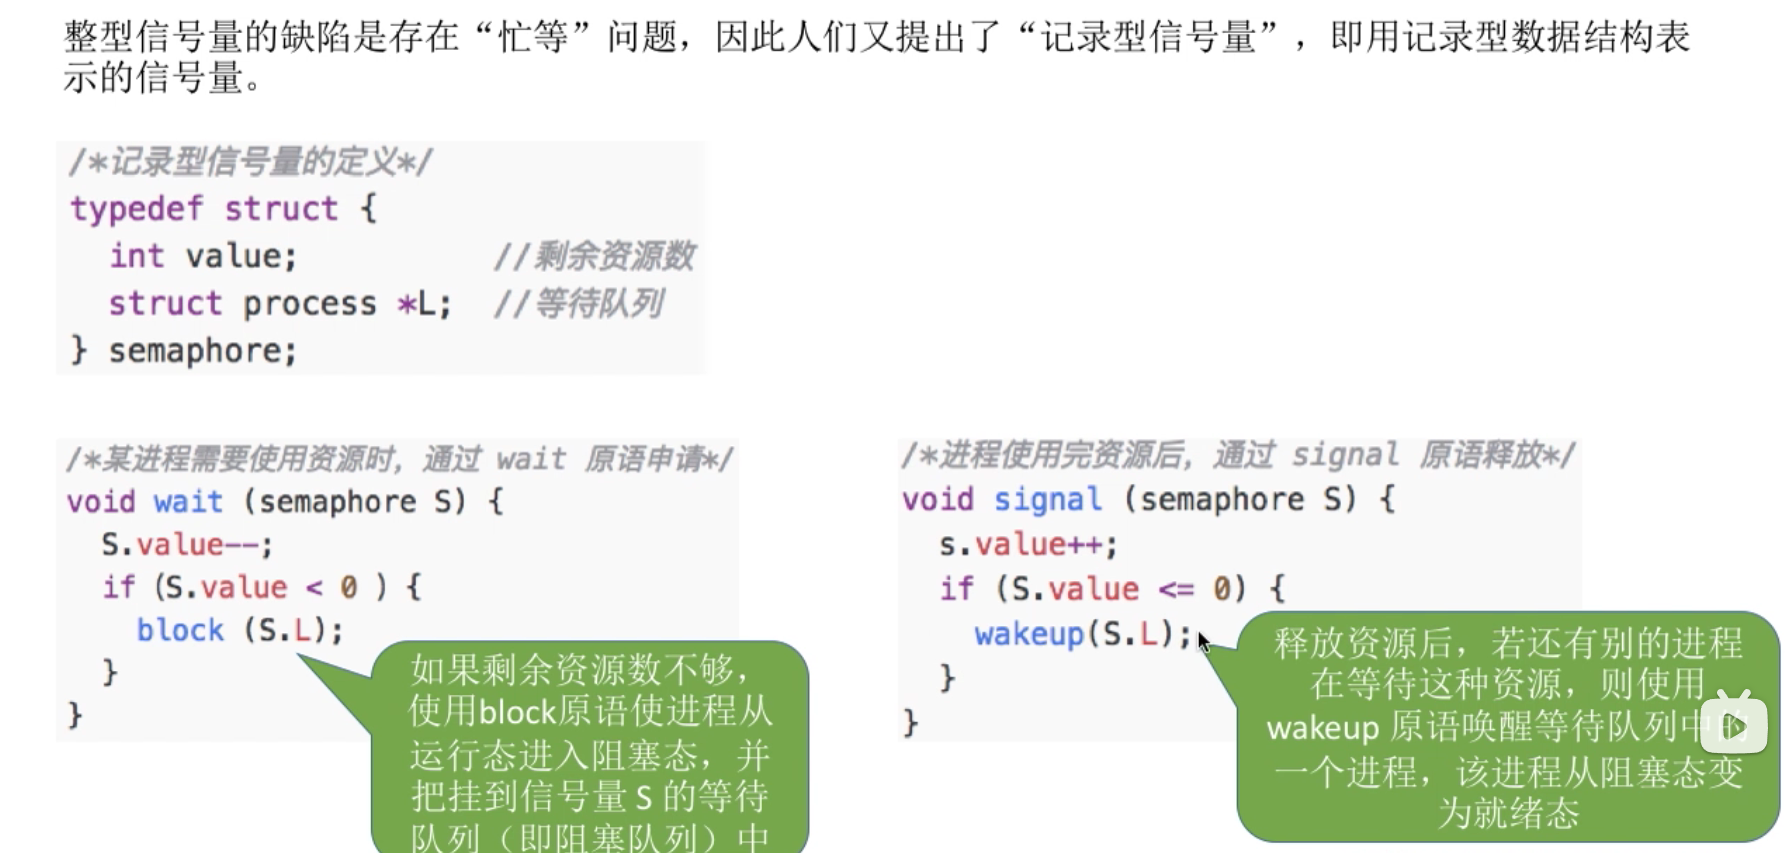 整型信号量的缺陷是存在“忙等”问题，因此人们又提出了“记录型信号量”，即用记录型数据结构表
示的信号量。
/*记录型信号量的定义*/
typedef struct {
int value; //剩余资源数
struct process *L; //等待队列
} semaphore;
/*某进程需要使用资源时，通过 wait 原语申请*/
void wait (semaphore S) {
S.value--;
if (S.value < 0 ) {
block (S.L);
}
}
如果剩余资源数不够，
使用block原语使进程从
运行态进入阻塞态，并
把挂到信号量 S 的等待
队列（即阻塞队列）中
/*进程使用完资源后，通过 signal 原语释放*/
void signal (semaphore S) {
s.value++;
if (S.value <= 0) {
wakeup(S.L);
}
}
释放资源后，若还有别的进程
在等待这种资源，则使用
wakeup 原语唤醒等待队列中的
一个进程，该进程从阻塞态变
为就绪态